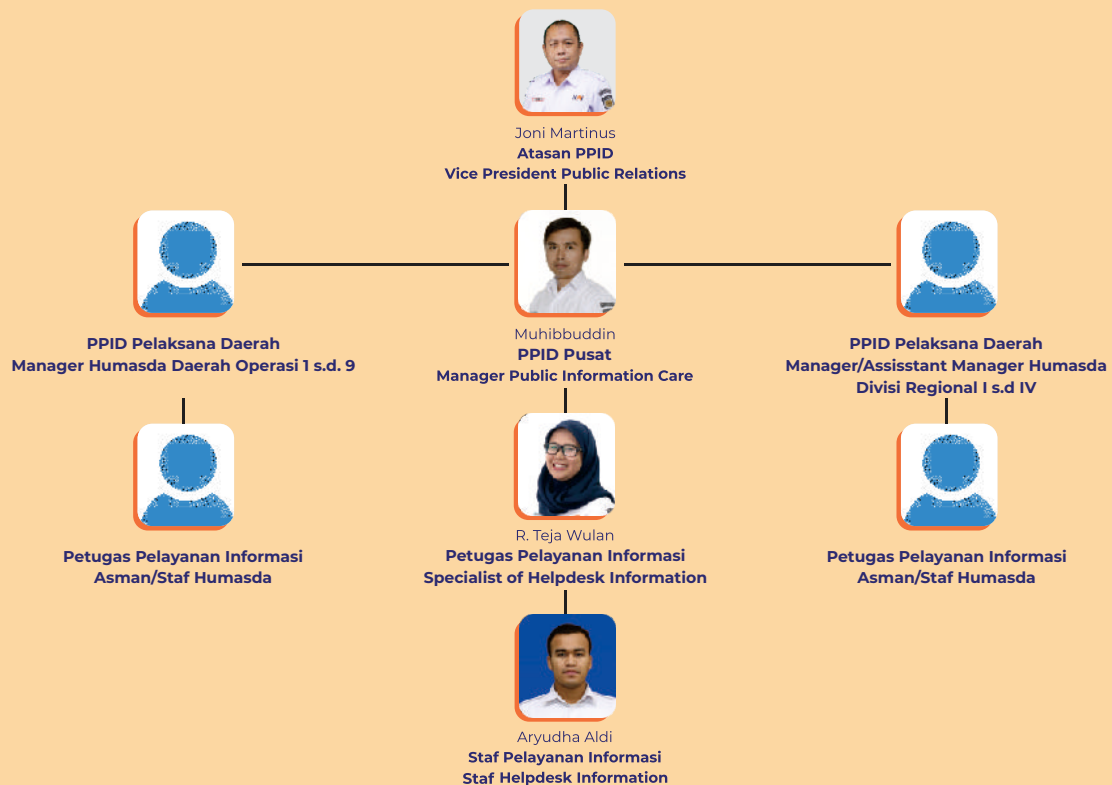 Joni Martinus
Atasan PPID
Vice President Public Relations
PPID Pelaksana Daerah
Manager Humasda Daerah Operasi 1 s.d. 9
Muhibbuddin
PPID Pusat
Manager Public Information Care
PPID Pelaksana Daerah
Manager/Assisstant Manager Humasda
Divisi Regional I s.d IV
Petugas Pelayanan Informasi
Asman/Staf Humasda
R. Teja Wulan
Petugas Pelayanan Informasi
Specialist of Helpdesk Information
Petugas Pelayanan Informasi
Asman/Staf Humasda
Aryudha Aldi
Staf Pelayanan Informasi
Staf Helpdesk Information